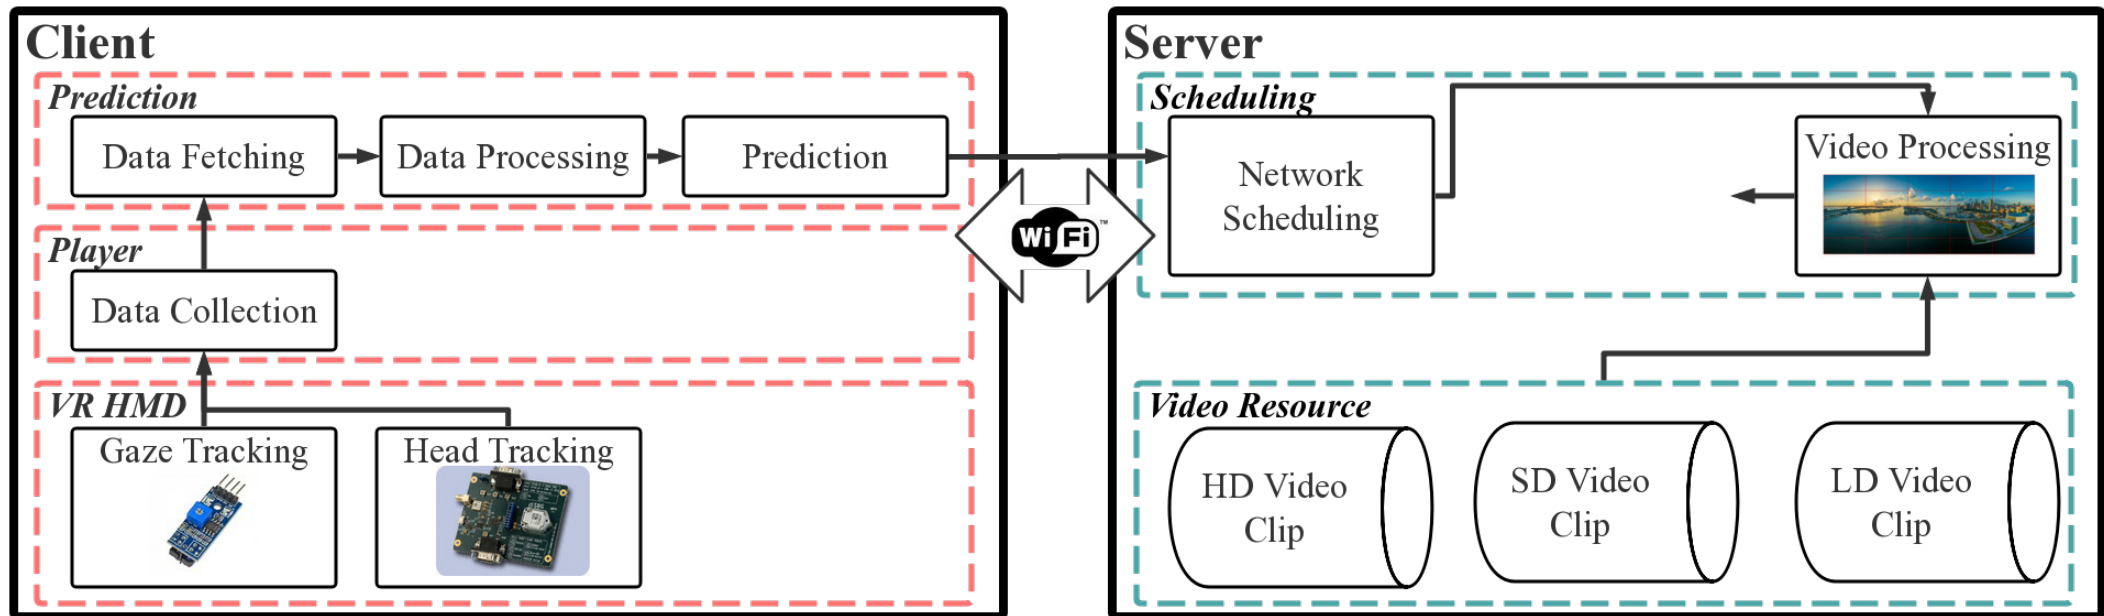 Client
Prediction
Data Fetching
Data Processing
Prediction
Player
Data Collection
VR HMD
Gaze Tracking
Head Tracking
Wi Fi™
Server
Scheduling
Network
Scheduling
Video Processing
Video Resource
HD Video
Clip
SD Video
Clip
LD Video
Clip